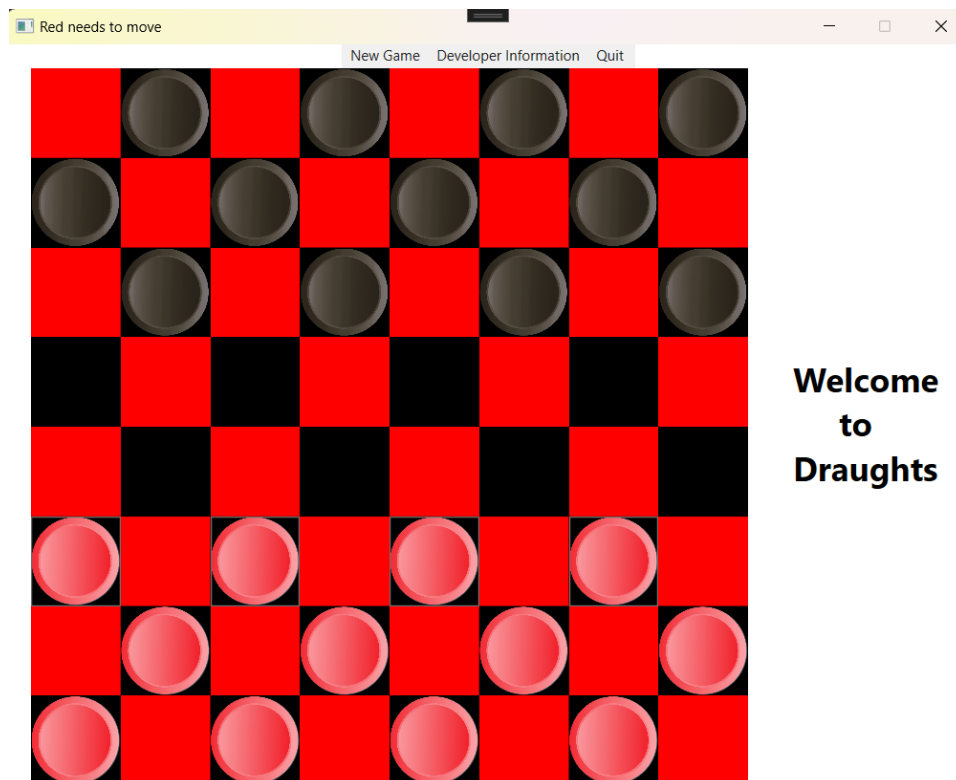 Red needs to move
New Game Developer Information Quit
Welcome
to
Draughts